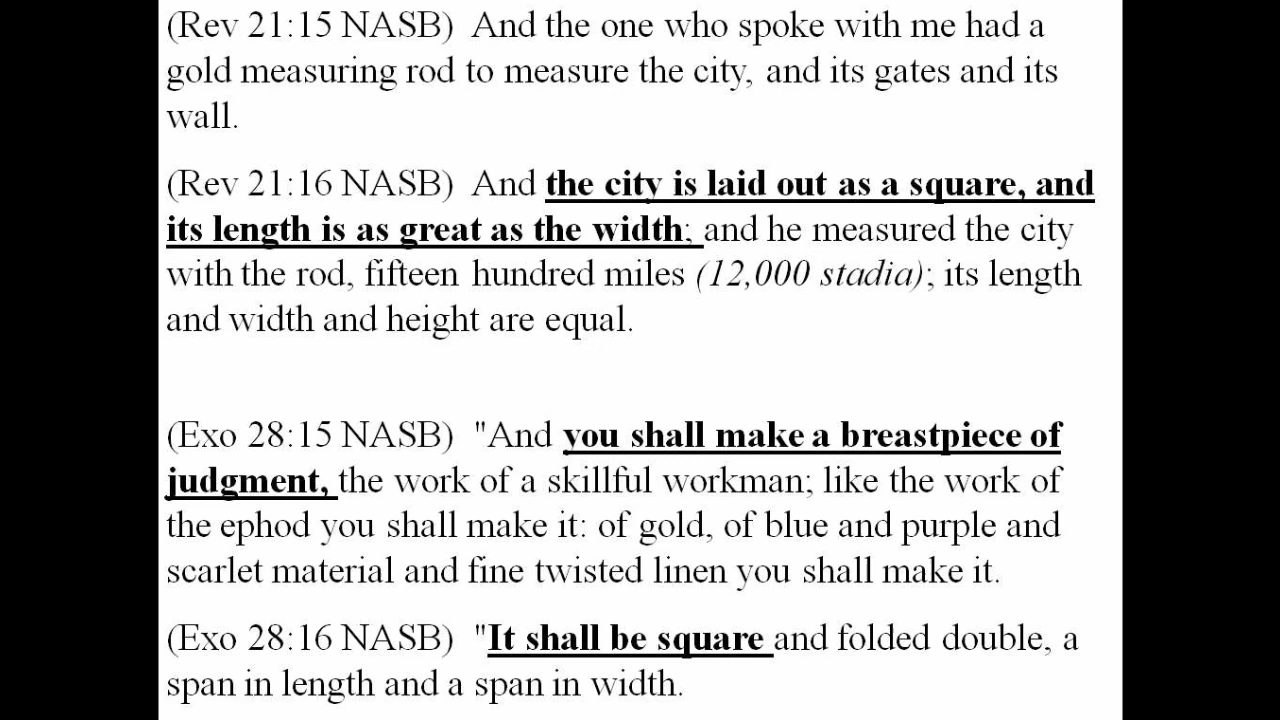 (Rev 21:15 NASB)  And the one who spoke with me had a
gold measuring rod to measure the city, and its gates and its
wall.
(Rev 21:16 NASB)  And the city is laid out as a square, and
its length is as great as the width; and he measured the city
with the rod, fifteen hundred miles (12,000 stadia); its length
and width and height are equal.
(Exo 28:15 NASB)  "And you shall make a breastpiece of
judgment, the work of a skillful workman; like the work of
the ephod you shall make it: of gold, of blue and purple and
scarlet material and fine twisted linen you shall make it.
(Exo 28:16 NASB)  "It shall be square and folded double, a
span in length and a span in width.